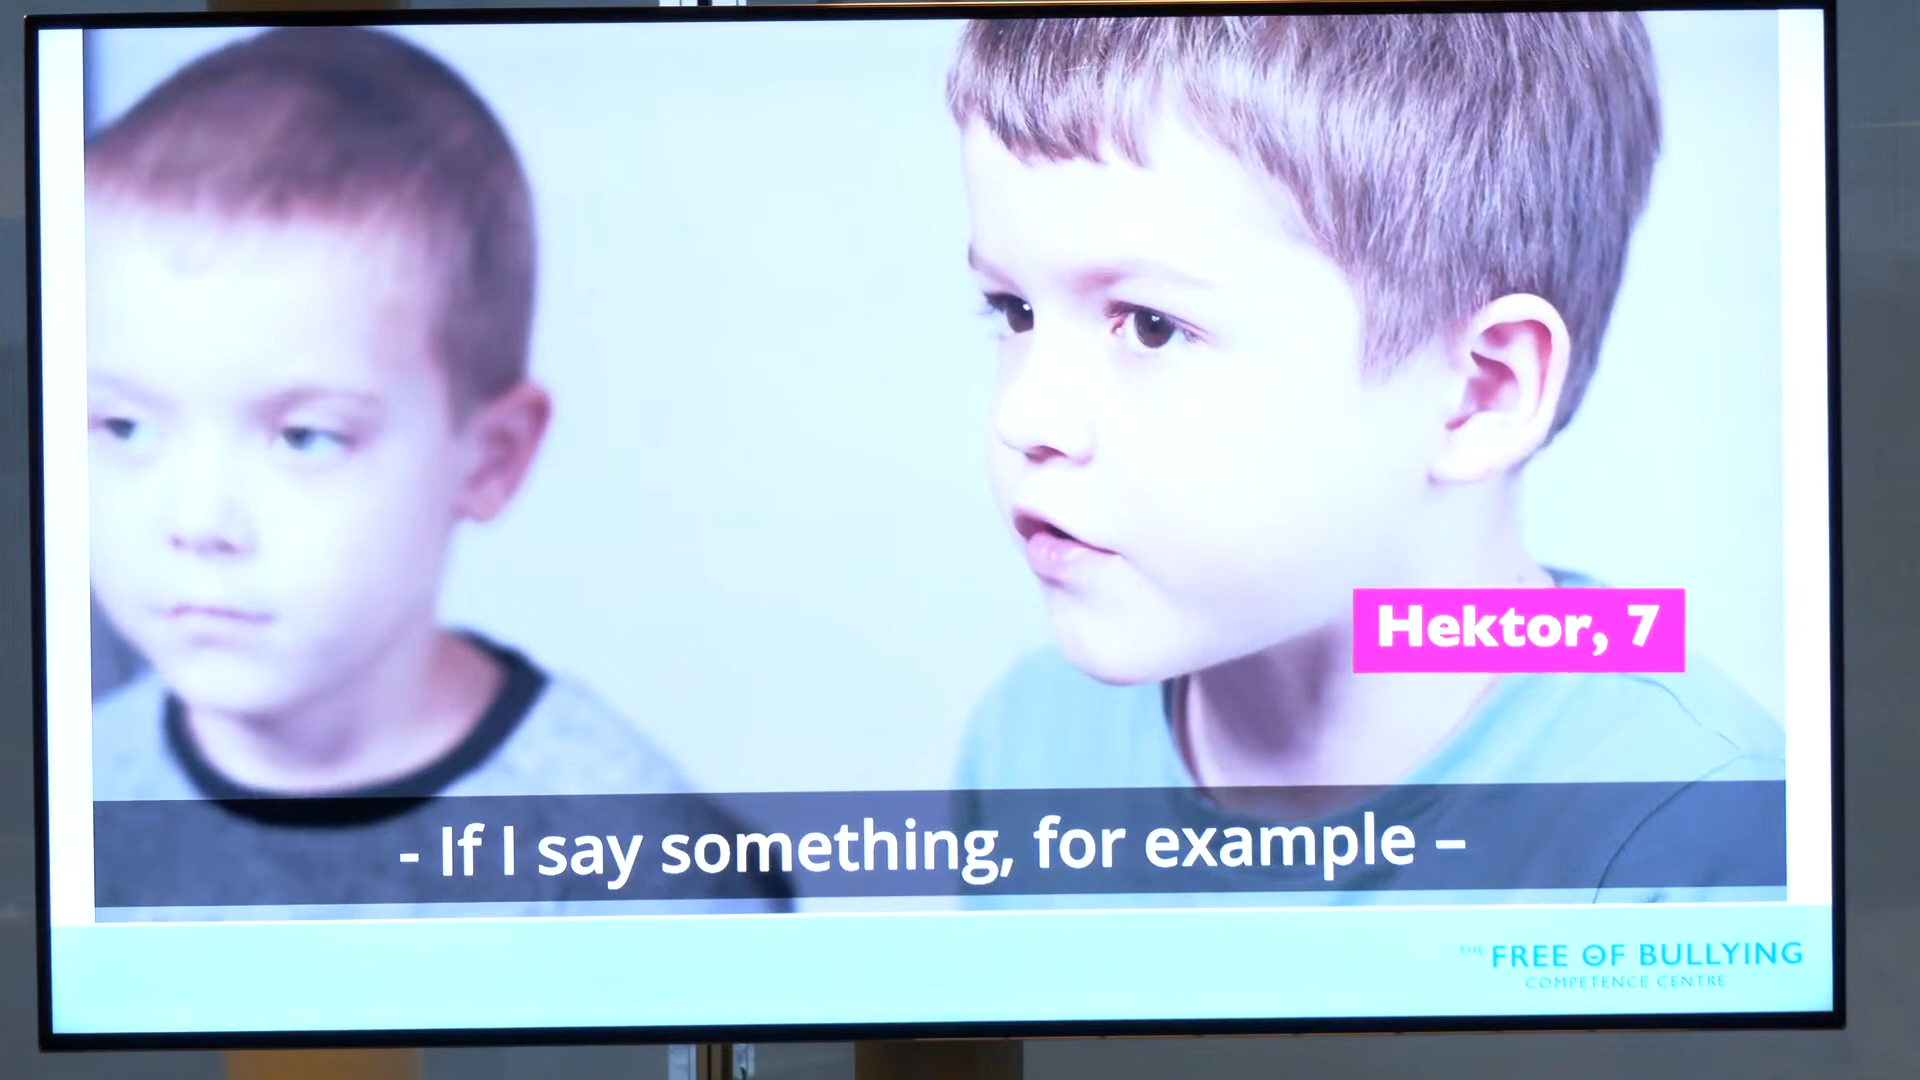 Hektor, 7
- If I say something, for example –
THE FREE OF BULLYING
COMPETENCE CENTRE